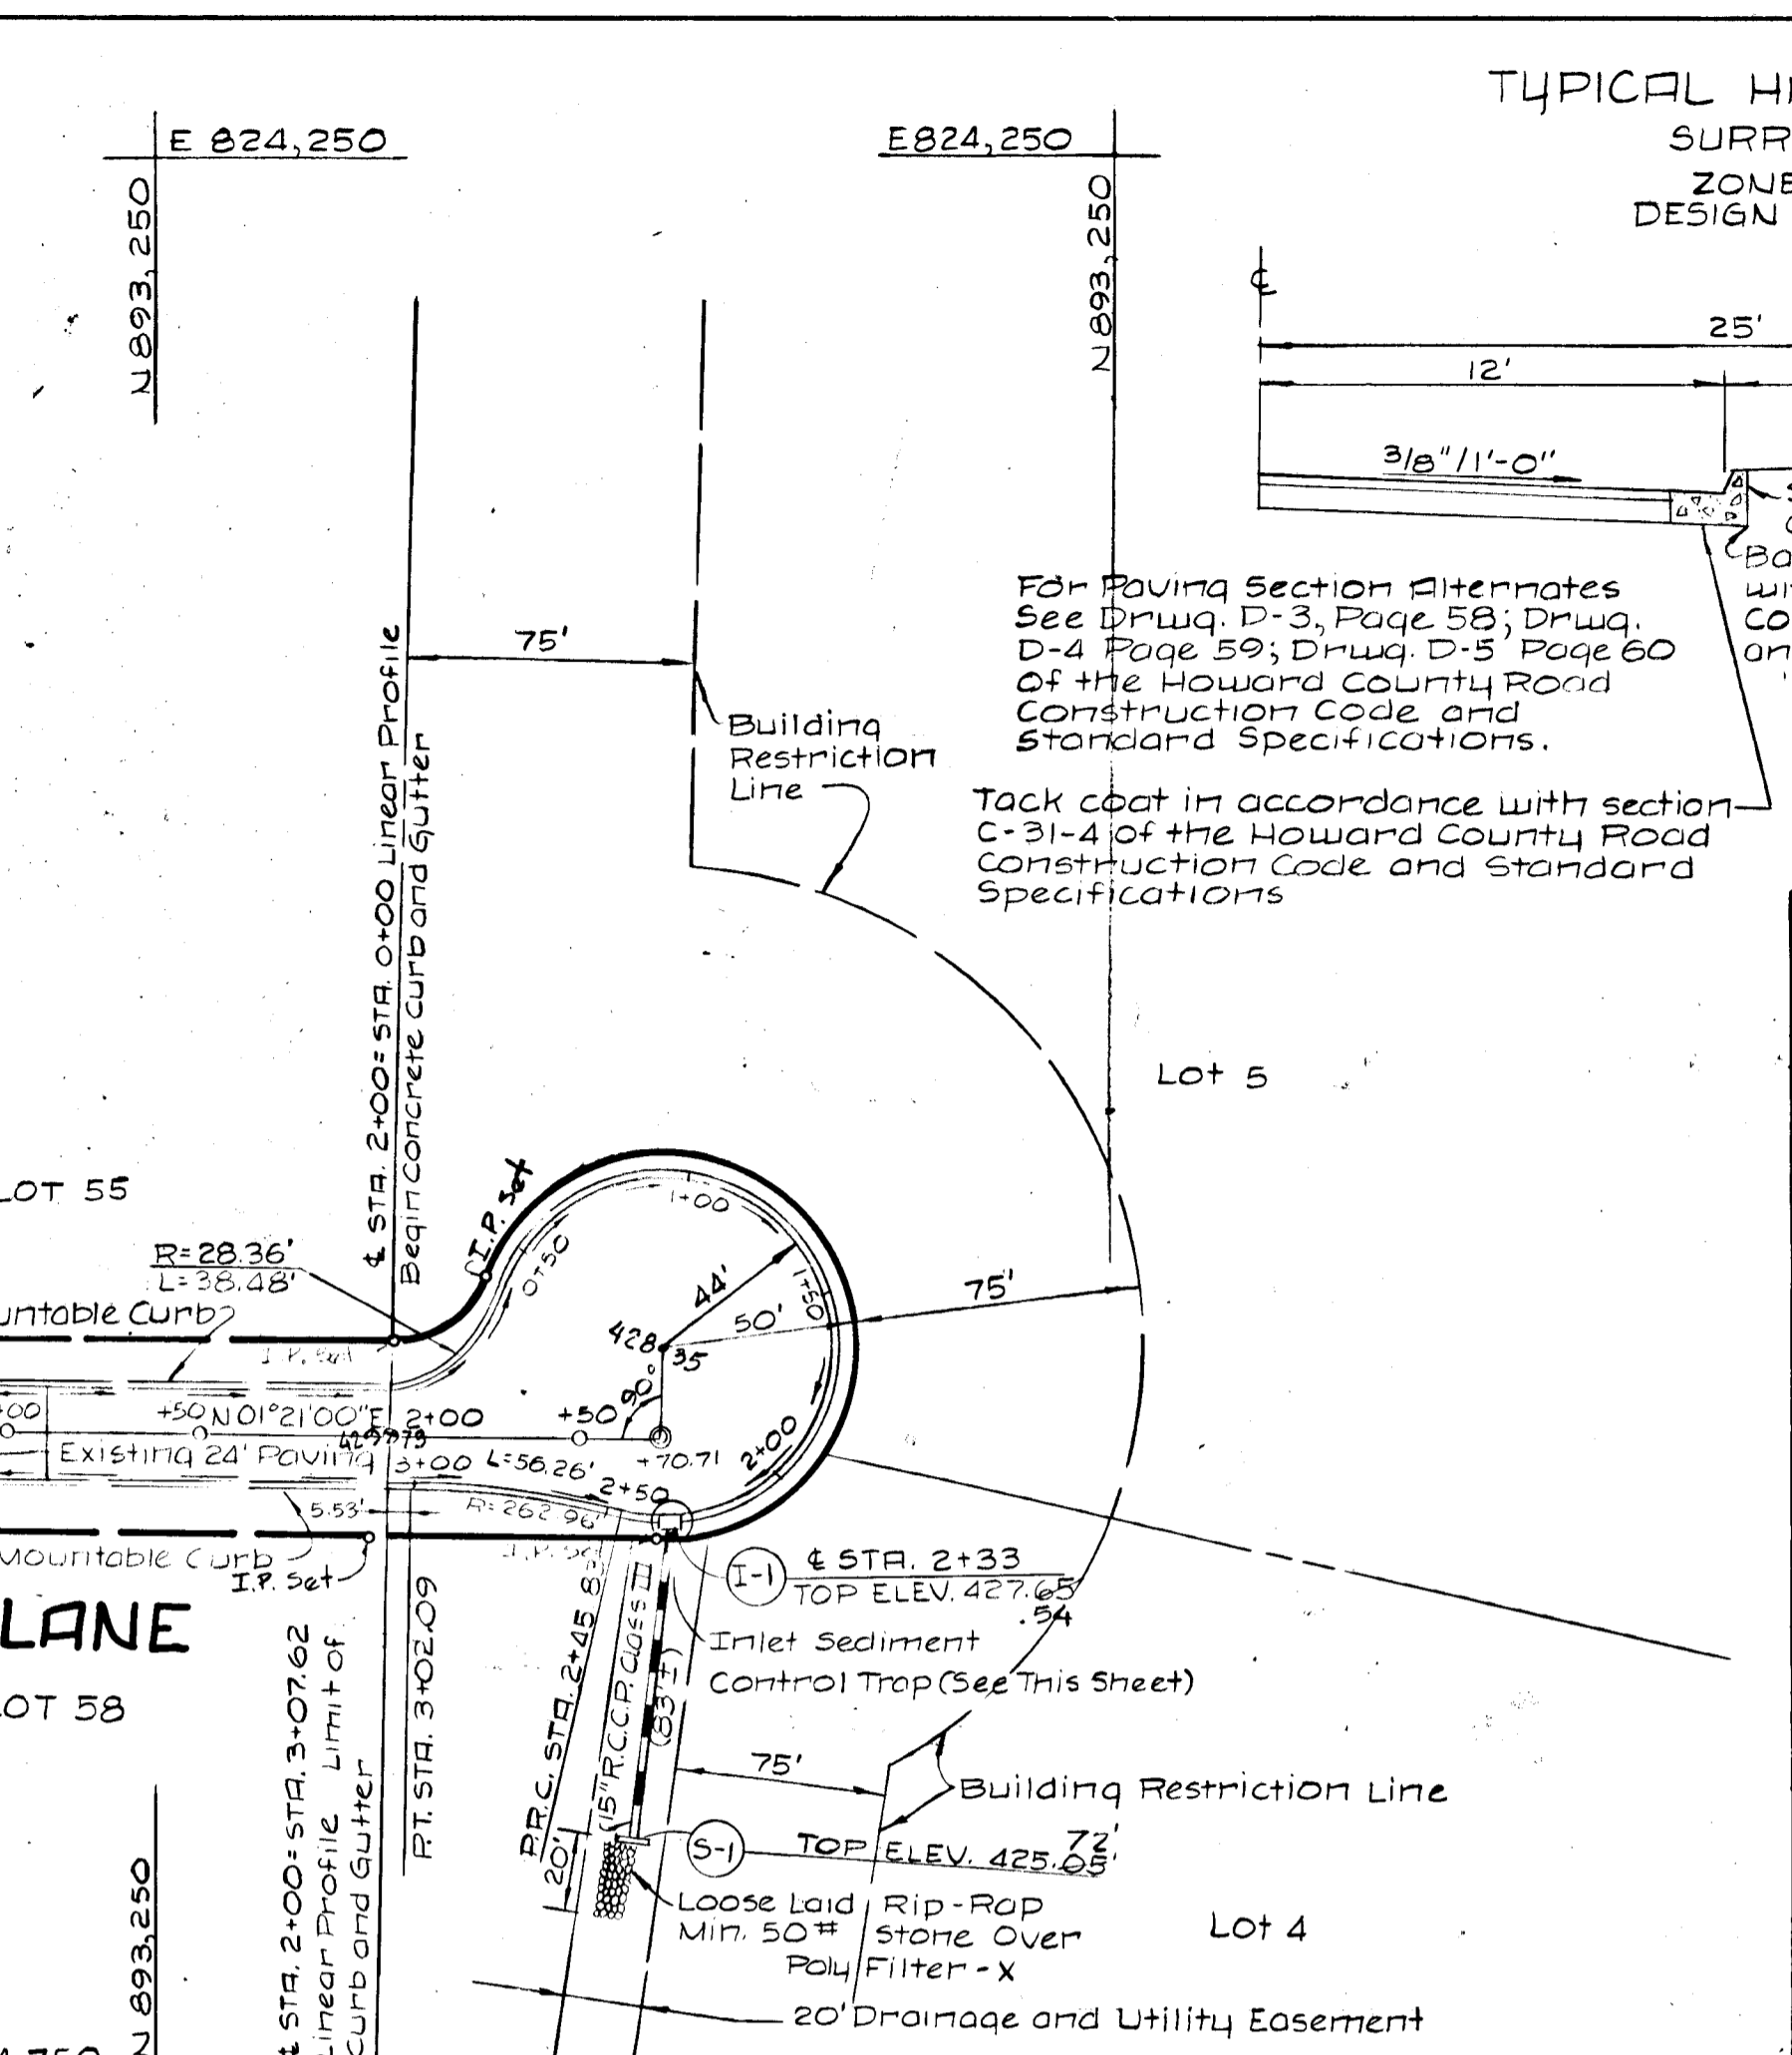 TYPICAL
SURR
ZONE
DESIGN
E 824,250
N 893,250
E 824,250
N 893,250
25'
12'
3/8"/1'-0"
For Paving Section Alternates
See Drwg. D-3, Page 58; Drwg.
D-4 Page 59; Drwg. D-5 Page 60
Of the Howard County Road
Construction Code and
Standard Specifications.
Tack coat in accordance with section
C-31-4 of the Howard County Road
Construction Code and Standard
Specifications
75'
Building
Restriction
Line
℄ STA. 2+00 = STA. 0+00 Linear Profile
Begin Concrete Curb and Gutter
Lot 5
LOT 55
R=28.36'
L=38.48'
untable Curb
I.P. Set
0+50
1+00
1+50
2+00
44'
50'
75'
428
35
90°
+00
+50
N 01°21'00" E
2+00
+50
+70.71
Existing 24' Paving
3+00
L=56.26'
2+50
5.53'
R=262.96'
Mountable Curb
I.P. Set
LANE
OT 58
I-1
℄ STA. 2+33
TOP ELEV. 427.65
.54
Inlet Sediment
Control Trap (See This Sheet)
℄ STA. 2+00 = STA. 3+07.62
Linear Profile Limit of
Curb and Gutter
P.T. STA. 3+02.09
P.R.C. STA. 2+45.83
15" R.C.C.P. Class III
(83'±)
20'
75'
Building Restriction Line
S-1
72'
TOP ELEV. 425.05'
Loose Laid Rip-Rap
Min. 50# Stone Over
Poly Filter-X
Lot 4
20' Drainage and Utility Easement
N 893,250